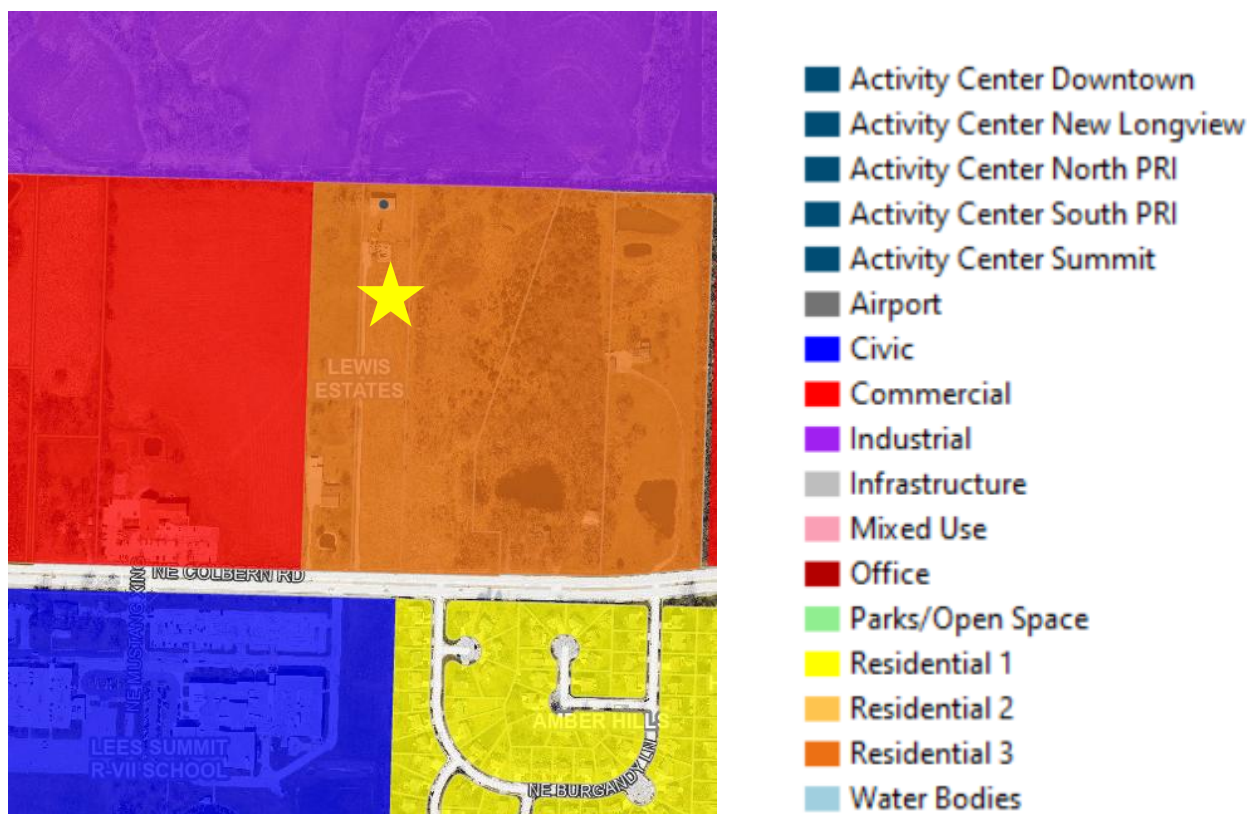 LEWIS
ESTATES
NE COLBERN RD
NE MUSTANG
LEES SUMMIT
R-VII SCHOOL
AMBER HILLS
NE BURGANDY LN
Activity Center Downtown
Activity Center New Longview
Activity Center North PRI
Activity Center South PRI
Activity Center Summit
Airport
Civic
Commercial
Industrial
Infrastructure
Mixed Use
Office
Parks/Open Space
Residential 1
Residential 2
Residential 3
Water Bodies